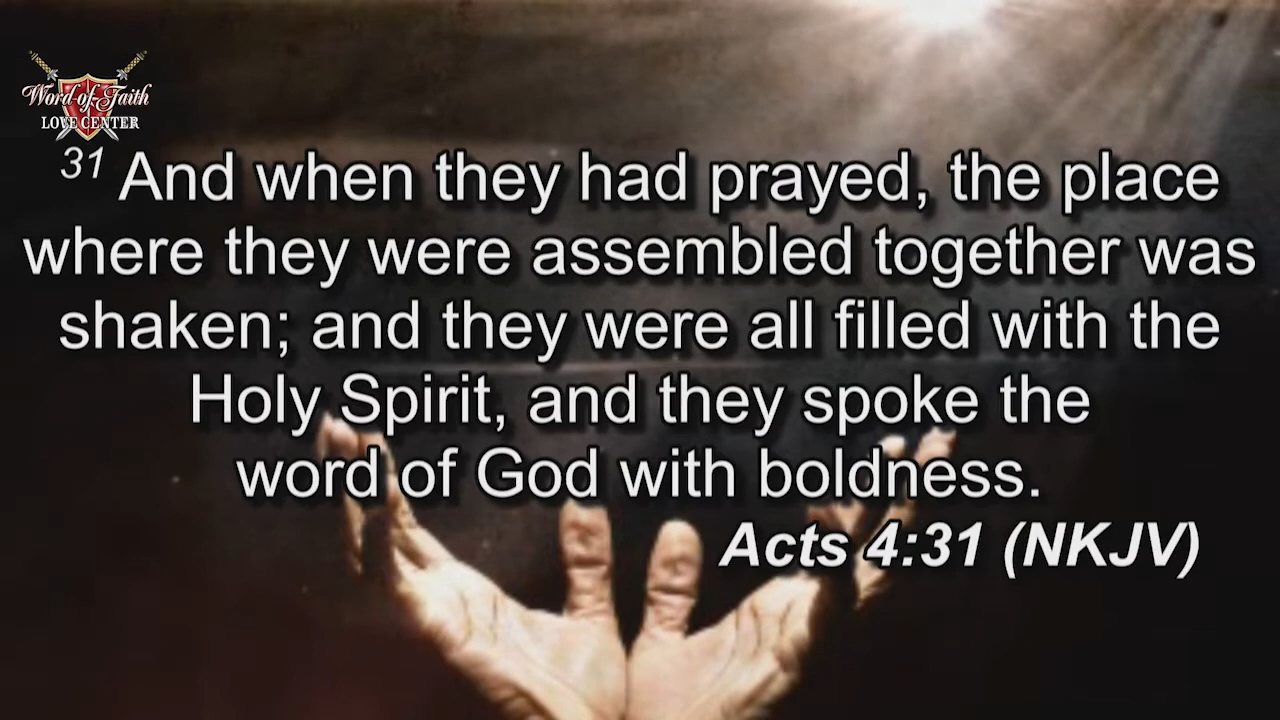 Word of Faith
LOVE CENTER
31 And when they had prayed, the place
where they were assembled together was
shaken; and they were all filled with the
Holy Spirit, and they spoke the
word of God with boldness.
Acts 4:31 (NKJV)